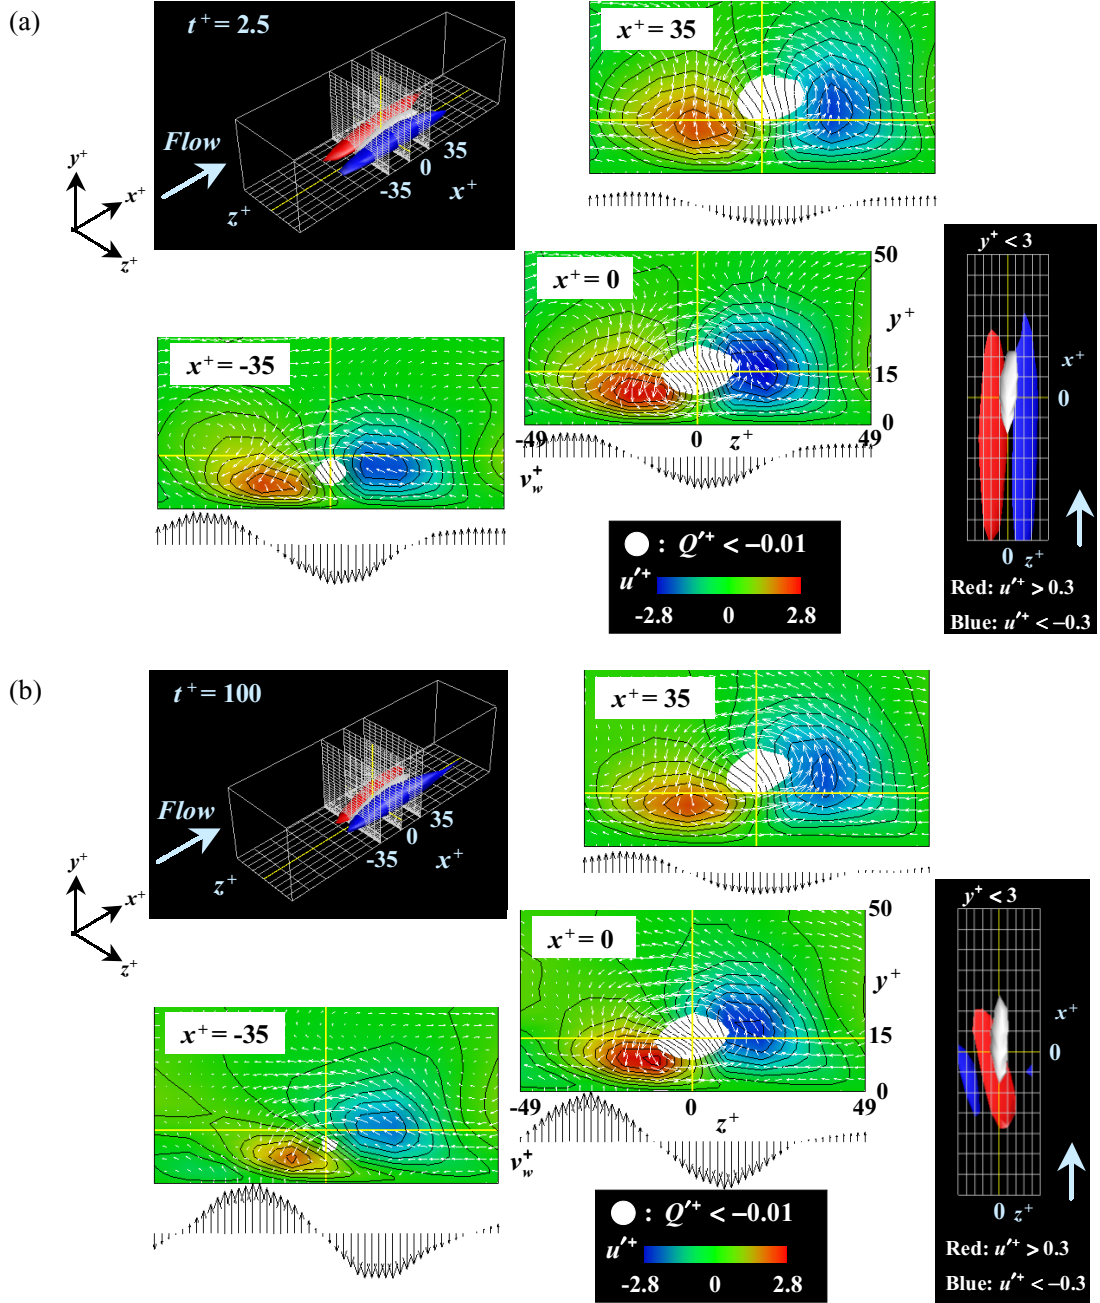 (a)
t⁺ = 2.5
Flow
y⁺
x⁺
z⁺
z⁺
-35
0
35
x⁺
x⁺ = 35
x⁺ = 0
50
y⁺
15
0
-49
0
z⁺
49
v_w⁺
x⁺ = -35
: Q′⁺ < −0.01
u′⁺
-2.8
0
2.8
y⁺ < 3
x⁺
0
0
z⁺
Red: u′⁺ > 0.3
Blue: u′⁺ < −0.3
(b)
t⁺ = 100
Flow
y⁺
x⁺
z⁺
z⁺
-35
0
35
x⁺
x⁺ = 35
x⁺ = 0
50
y⁺
15
0
-49
0
z⁺
49
v_w⁺
x⁺ = -35
: Q′⁺ < −0.01
u′⁺
-2.8
0
2.8
y⁺ < 3
x⁺
0
0
z⁺
Red: u′⁺ > 0.3
Blue: u′⁺ < −0.3